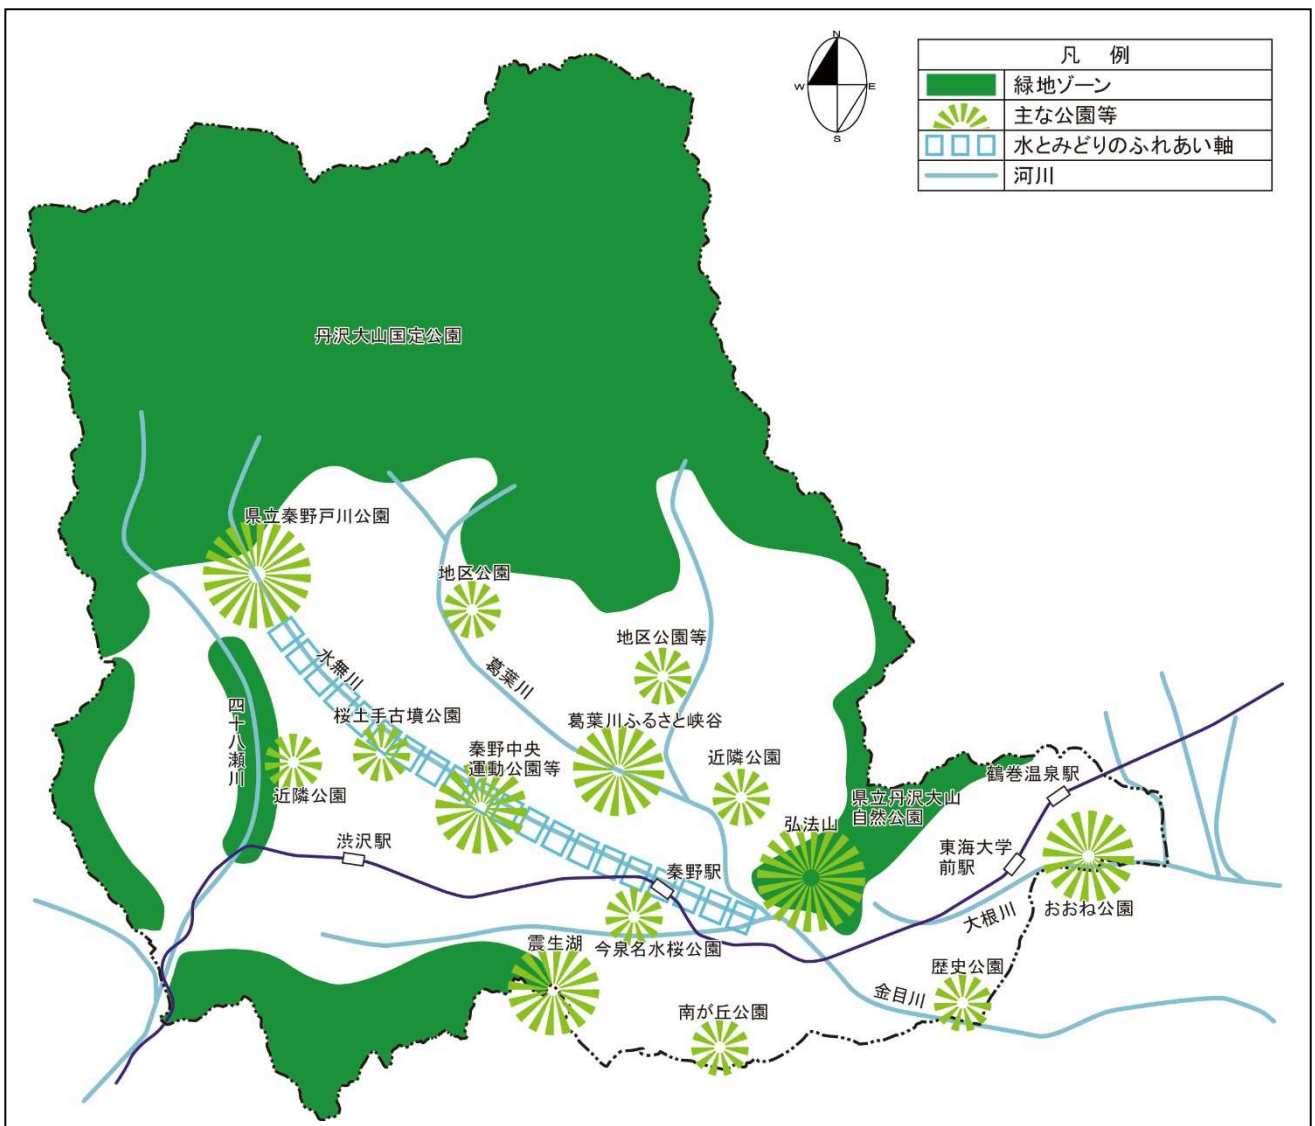 N
W
E
S
凡 例
緑地ゾーン
主な公園等
水とみどりのふれあい軸
河川
丹沢大山国定公園
県立秦野戸川公園
地区公園
地区公園等
水無川
葛葉川
四十八瀬川
桜土手古墳公園
葛葉川ふるさと峡谷
秦野中央
運動公園等
近隣公園
近隣公園
県立丹沢大山
自然公園
鶴巻温泉駅
弘法山
渋沢駅
東海大学
前駅
秦野駅
おおね公園
大根川
今泉名水桜公園
震生湖
歴史公園
金目川
南が丘公園